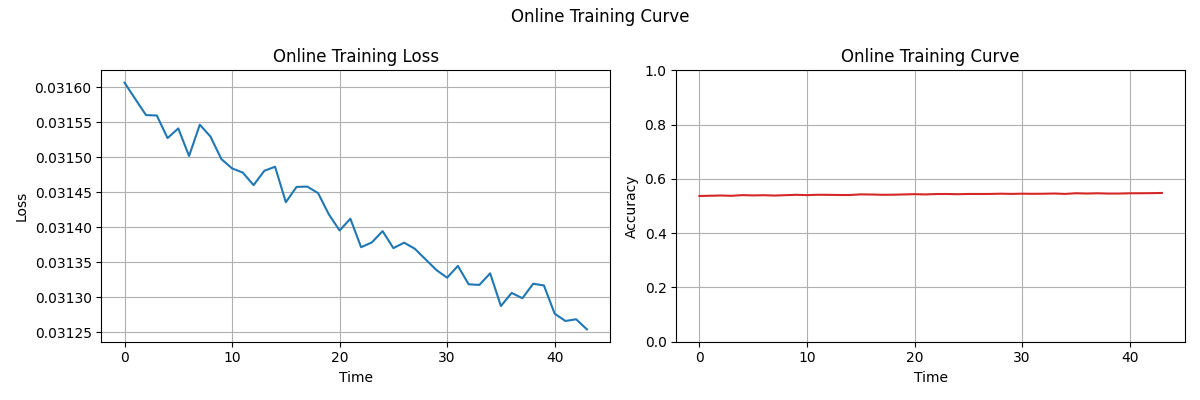 Online Training Curve
Online Training Loss
Loss
0.03160
0.03155
0.03150
0.03145
0.03140
0.03135
0.03130
0.03125
0 10 20 30 40
Time
Online Training Curve
Accuracy
1.0
0.8
0.6
0.4
0.2
0.0
0 10 20 30 40
Time